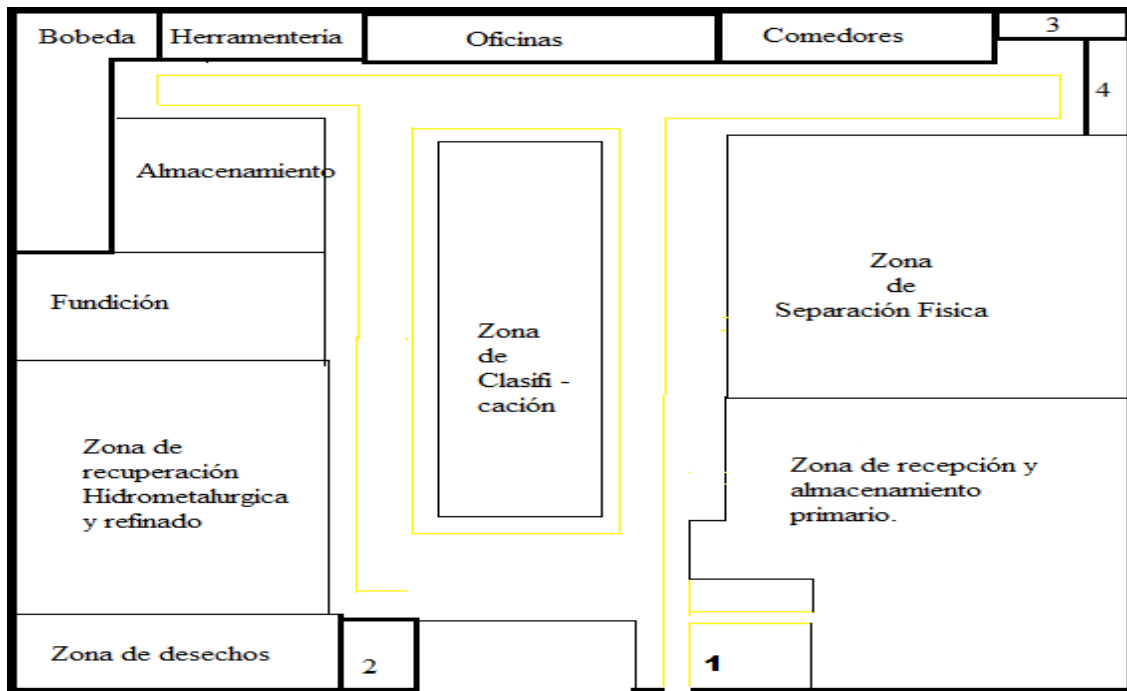 Bobeda
Herramentería
Oficinas
Comedores
3
4
Almacenamiento
Zona
de
Separación Fisica
Fundición
Zona
de
Clasifi -
cación
Zona de
recuperación
Hidrometalurgica
y refinado
Zona de recepción y
almacenamiento
primario.
Zona de desechos
2
1